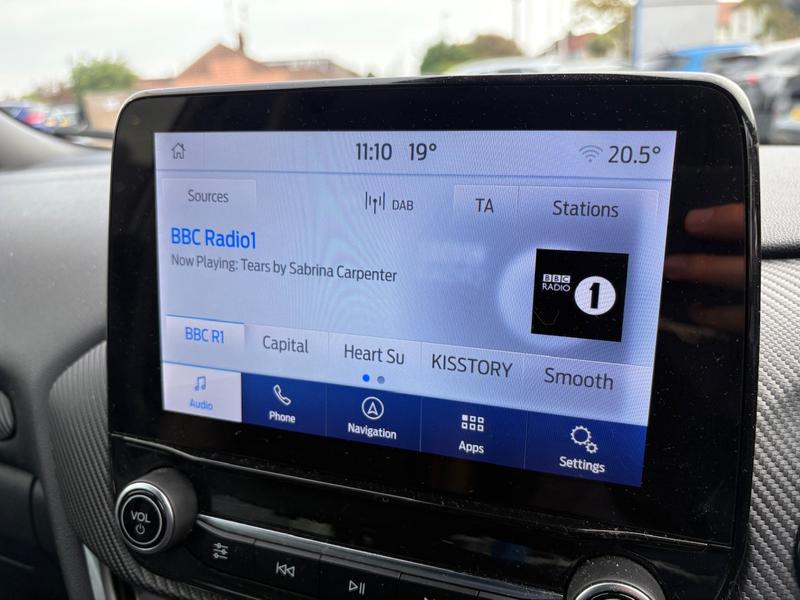 11:10 19° 20.5°
Sources DAB TA Stations
BBC Radio1
Now Playing: Tears by Sabrina Carpenter
BBC
RADIO 1
BBC R1 Capital Heart Su KISSTORY Smooth
Audio Phone Navigation Apps Settings
VOL